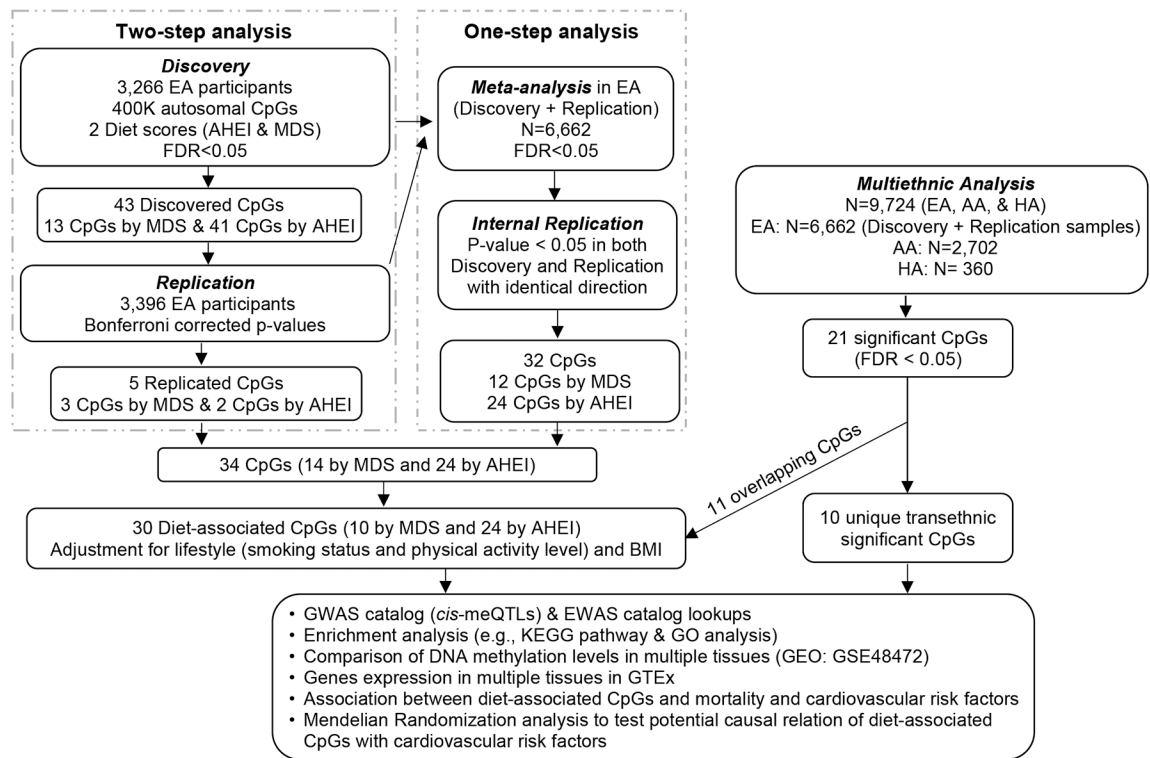 Two-step analysis
Discovery
3,266 EA participants
400K autosomal CpGs
2 Diet scores (AHEI & MDS)
FDR<0.05
43 Discovered CpGs
13 CpGs by MDS & 41 CpGs by AHEI
Replication
3,396 EA participants
Bonferroni corrected p-values
5 Replicated CpGs
3 CpGs by MDS & 2 CpGs by AHEI
One-step analysis
Meta-analysis in EA
(Discovery + Replication)
N=6,662
FDR<0.05
Internal Replication
P-value < 0.05 in both
Discovery and Replication
with identical direction
32 CpGs
12 CpGs by MDS
24 CpGs by AHEI
Multiethnic Analysis
N=9,724 (EA, AA, & HA)
EA: N=6,662 (Discovery + Replication samples)
AA: N=2,702
HA: N= 360
21 significant CpGs
(FDR < 0.05)
11 overlapping CpGs
10 unique transethnic
significant CpGs
34 CpGs (14 by MDS and 24 by AHEI)
30 Diet-associated CpGs (10 by MDS and 24 by AHEI)
Adjustment for lifestyle (smoking status and physical activity level) and BMI
• GWAS catalog (cis-meQTLs) & EWAS catalog lookups
• Enrichment analysis (e.g., KEGG pathway & GO analysis)
• Comparison of DNA methylation levels in multiple tissues (GEO: GSE48472)
• Genes expression in multiple tissues in GTEx
• Association between diet-associated CpGs and mortality and cardiovascular risk factors
• Mendelian Randomization analysis to test potential causal relation of diet-associated
CpGs with cardiovascular risk factors